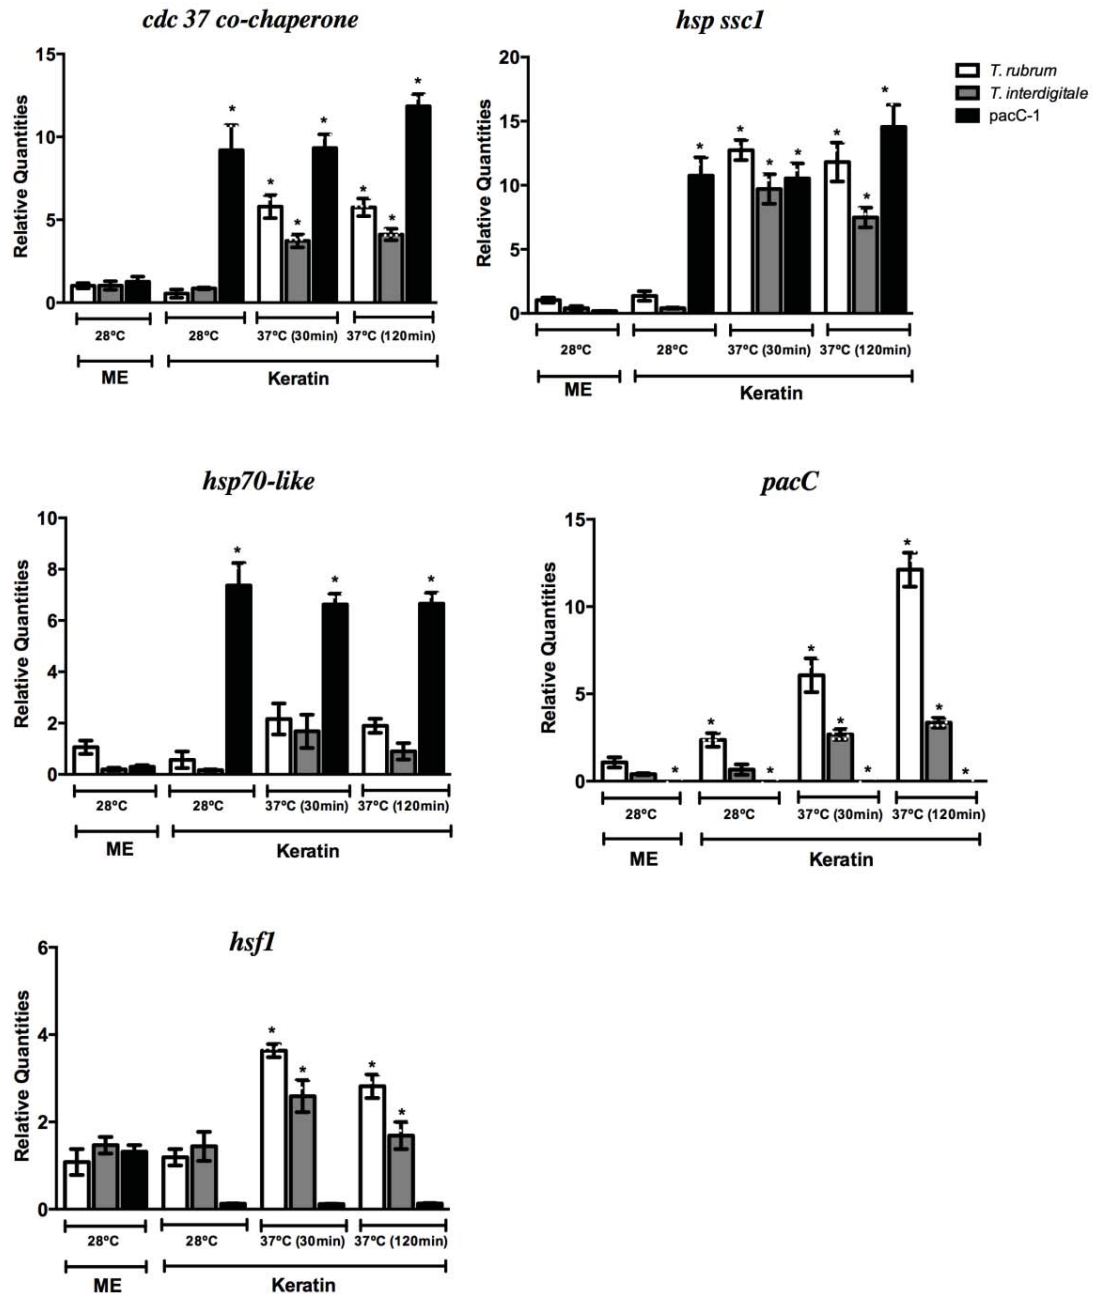 cdc 37 co-chaperone
Relative Quantities
15
10
5
0
28ºC
28ºC
37ºC (30min)
37ºC (120min)
ME
Keratin
hsp ssc1
Relative Quantities
20
15
10
5
0
28ºC
28ºC
37ºC (30min)
37ºC (120min)
ME
Keratin
T. rubrum
T. interdigitale
pacC-1
hsp70-like
Relative Quantities
10
8
6
4
2
0
28ºC
28ºC
37ºC (30min)
37ºC (120min)
ME
Keratin
pacC
Relative Quantities
15
10
5
0
28ºC
28ºC
37ºC (30min)
37ºC (120min)
ME
Keratin
hsf1
Relative Quantities
6
4
2
0
28ºC
28ºC
37ºC (30min)
37ºC (120min)
ME
Keratin